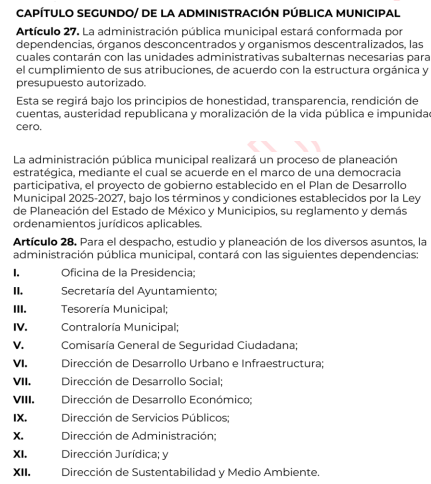 CAPÍTULO SEGUNDO/ DE LA ADMINISTRACIÓN PÚBLICA MUNICIPAL
Artículo 27. La administración pública municipal estará conformada por
dependencias, órganos desconcentrados y organismos descentralizados, las
cuales contarán con las unidades administrativas subalternas necesarias para
el cumplimiento de sus atribuciones, de acuerdo con la estructura orgánica y
presupuesto autorizado.
Esta se regirá bajo los principios de honestidad, transparencia, rendición de
cuentas, austeridad republicana y moralización de la vida pública e impunidad
cero.
La administración pública municipal realizará un proceso de planeación
estratégica, mediante el cual se acuerde en el marco de una democracia
participativa, el proyecto de gobierno establecido en el Plan de Desarrollo
Municipal 2025-2027, bajo los términos y condiciones establecidos por la Ley
de Planeación del Estado de México y Municipios, su reglamento y demás
ordenamientos jurídicos aplicables.
Artículo 28. Para el despacho, estudio y planeación de los diversos asuntos, la
administración pública municipal, contará con las siguientes dependencias:
I. Oficina de la Presidencia;
II. Secretaría del Ayuntamiento;
III. Tesorería Municipal;
IV. Contraloría Municipal;
V. Comisaría General de Seguridad Ciudadana;
VI. Dirección de Desarrollo Urbano e Infraestructura;
VII. Dirección de Desarrollo Social;
VIII. Dirección de Desarrollo Económico;
IX. Dirección de Servicios Públicos;
X. Dirección de Administración;
XI. Dirección Jurídica; y
XII. Dirección de Sustentabilidad y Medio Ambiente.